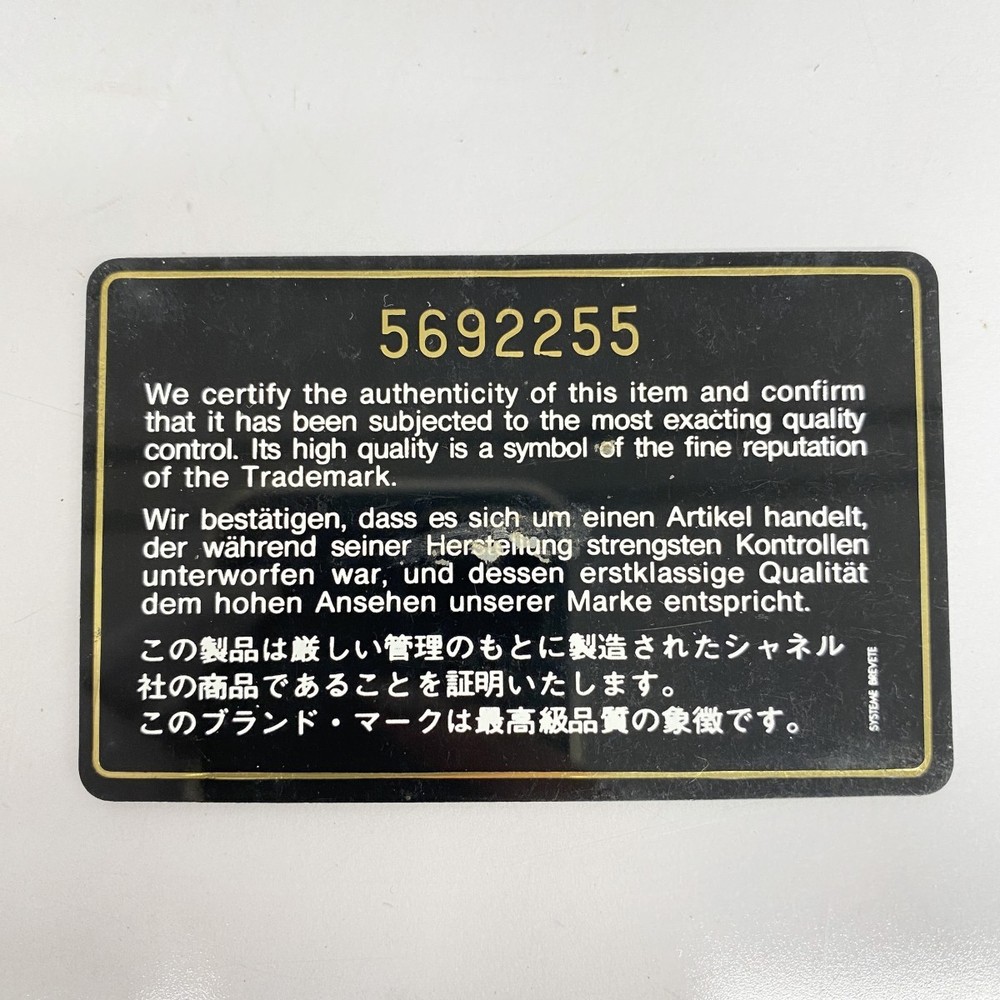 5692255
We certify the authenticity of this item and confirm
that it has been subjected to the most exacting quality
control. Its high quality is a symbol of the fine reputation
of the Trademark.
Wir bestätigen, dass es sich um einen Artikel handelt,
der während seiner Herstellung strengsten Kontrollen
unterworfen war, und dessen erstklassige Qualität
dem hohen Ansehen unserer Marke entspricht.
この製品は厳しい管理のもとに製造されたシャネル
社の商品であることを証明いたします。
このブランド・マークは最高級品質の象徴です。
SYSTEME BREVETE